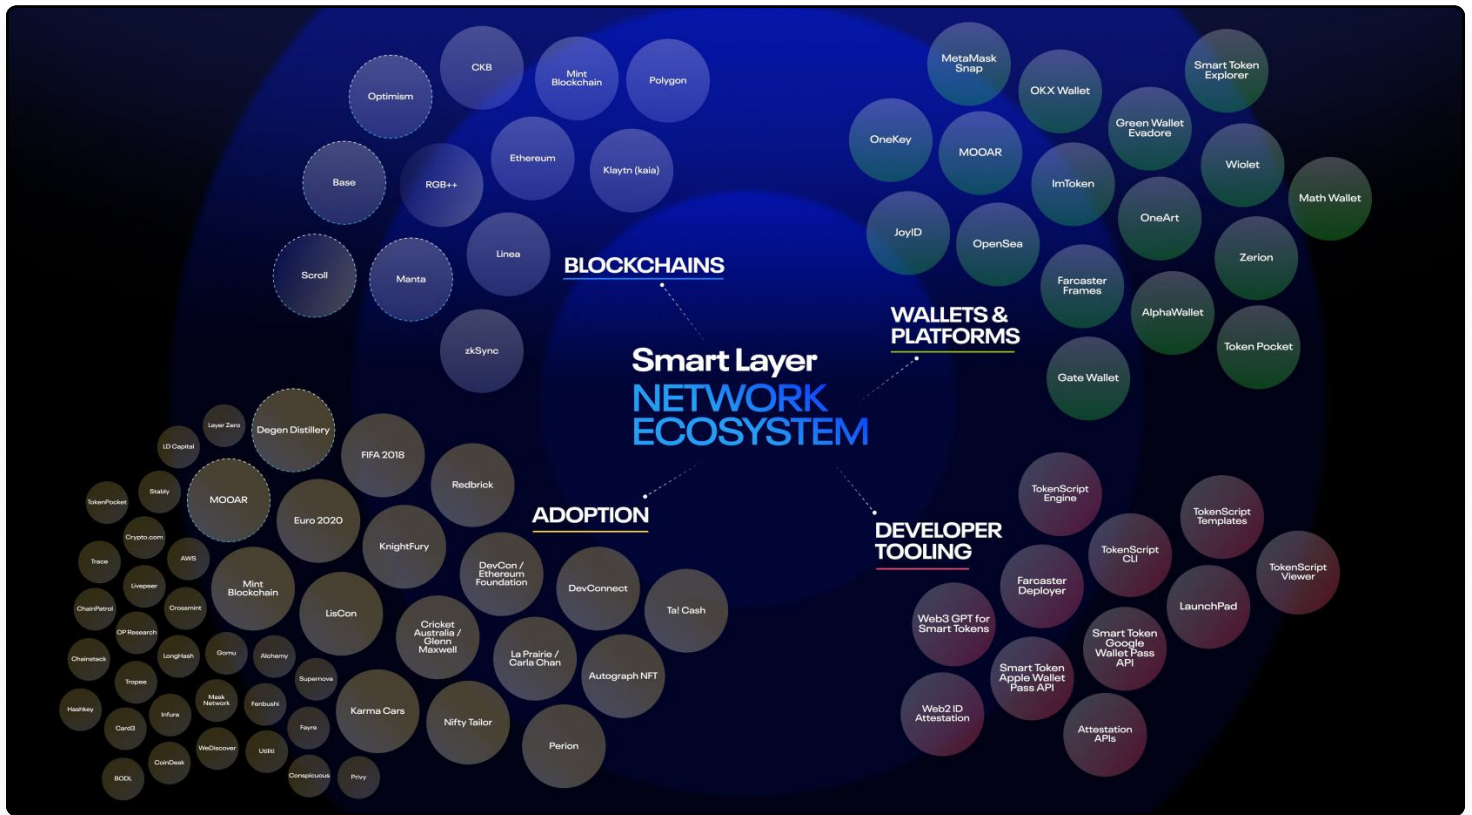 CKB
Mint
Blockchain
Polygon
Optimism
Ethereum
Klaytn (kaia)
Base
RGB++
Linea
Scroll
Manta
zkSync
BLOCKCHAINS
MetaMask
Snap
OKX Wallet
Smart Token
Explorer
OneKey
MOOAR
Green Wallet
Evadore
ImToken
Wiolet
Math Wallet
JoyID
OpenSea
OneArt
Zerion
Farcaster
Frames
AlphaWallet
Token Pocket
Gate Wallet
WALLETS &
PLATFORMS
Smart Layer
NETWORK
ECOSYSTEM
ADOPTION
Layer Zero
Degen Distillery
LD Capital
FIFA 2018
Redbrick
TokenPocket
Stably
MOOAR
Euro 2020
KnightFury
Crypto.com
Trace
AWS
Livepeer
Mint
Blockchain
DevCon /
Ethereum
Foundation
DevConnect
Ta! Cash
ChainPatrol
Crossmint
LisCon
OP Research
Cricket
Australia /
Glenn
Maxwell
La Prairie /
Carla Chan
Autograph NFT
Chainstack
LongHash
Gomu
Alchemy
Tropee
Supernova
Hashkey
Mask
Network
Fenbushi
Karma Cars
Nifty Tailor
Perion
Card3
Infura
Fayre
WeDiscover
Utiliti
CoinDesk
BGDL
Conspicuous
Privy
DEVELOPER
TOOLING
TokenScript
Engine
TokenScript
Templates
TokenScript
CLI
TokenScript
Viewer
Farcaster
Deployer
LaunchPad
Web3 GPT for
Smart Tokens
Smart Token
Google
Wallet Pass
API
Smart Token
Apple Wallet
Pass API
Web2 ID
Attestation
Attestation
APIs